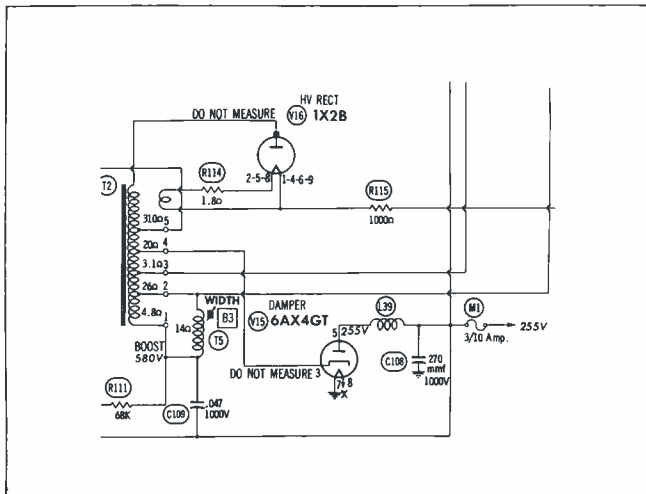 HV RECT
DO NOT MEASURE V16 1X2B
2-5-8 1-4-6-9
R114
1.8Ω
R115
1000Ω
T2
310Ω
5
20Ω 4
3.1Ω 3
26Ω 2
4.8Ω
1
WIDTH
B3
T5
14Ω
DAMPER
V15 6AX4GT
5 255V
L39
M1
255V
3/10 Amp.
BOOST
580V
DO NOT MEASURE 3
7 8
X
C108
270
mmf
1000V
R111
68K
C109
.047
1000V